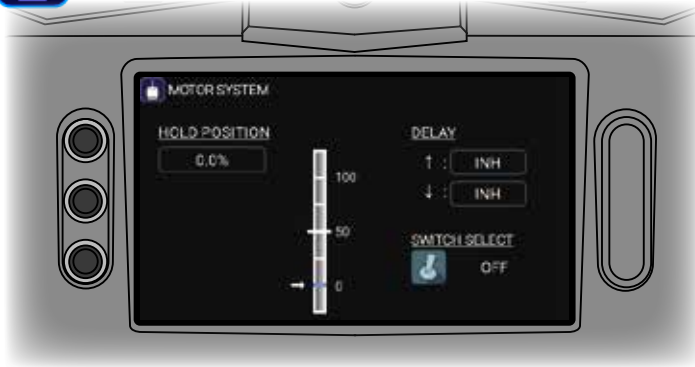 MOTOR SYSTEM
HOLD POSITION
0.0%
100
50
0
DELAY
↑ : INH
↓ : INH
SWITCH SELECT
OFF